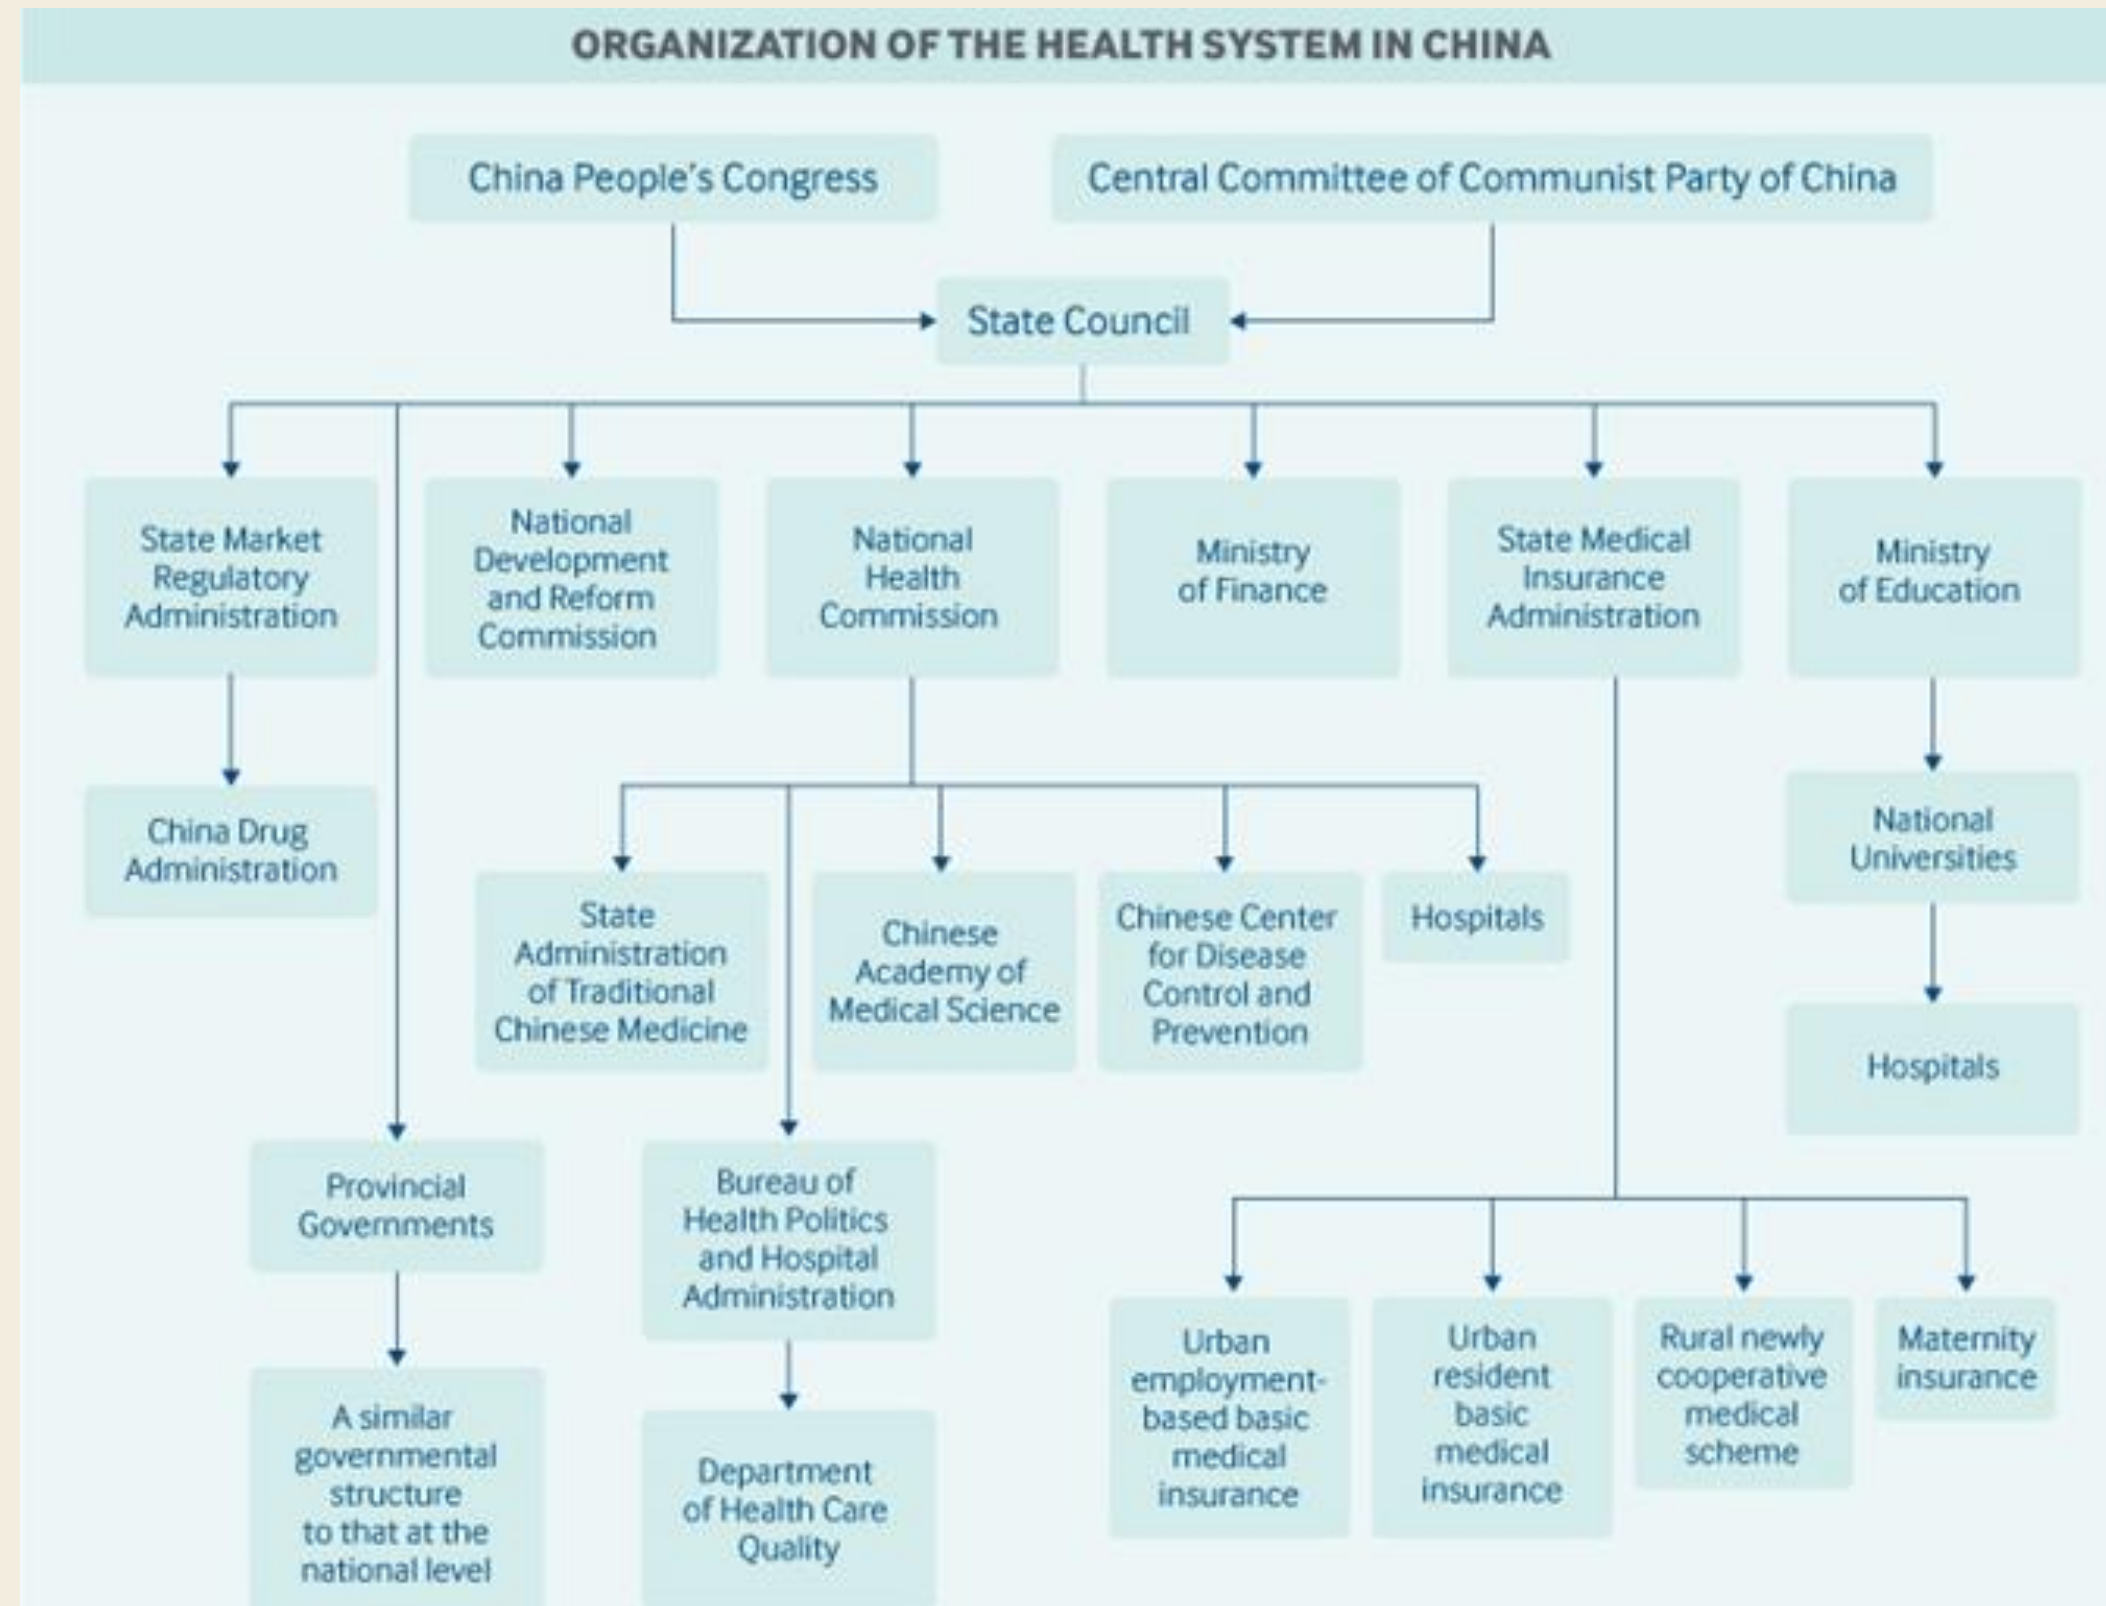 ORGANIZATION OF THE HEALTH SYSTEM IN CHINA
China People's Congress
Central Committee of Communist Party of China
State Council
State Market
Regulatory
Administration
National
Development
and Reform
Commission
National
Health
Commission
Ministry
of Finance
State Medical
Insurance
Administration
Ministry
of Education
China Drug
Administration
National
Universities
State
Administration
of Traditional
Chinese Medicine
Chinese
Academy of
Medical Science
Chinese Center
for Disease
Control and
Prevention
Hospitals
Hospitals
Provincial
Governments
Bureau of
Health Politics
and Hospital
Administration
Urban
employment-
based basic
medical
insurance
Urban
resident
basic
medical
insurance
Rural newly
cooperative
medical
scheme
Maternity
insurance
A similar
governmental
structure
to that at the
national level
Department
of Health Care
Quality